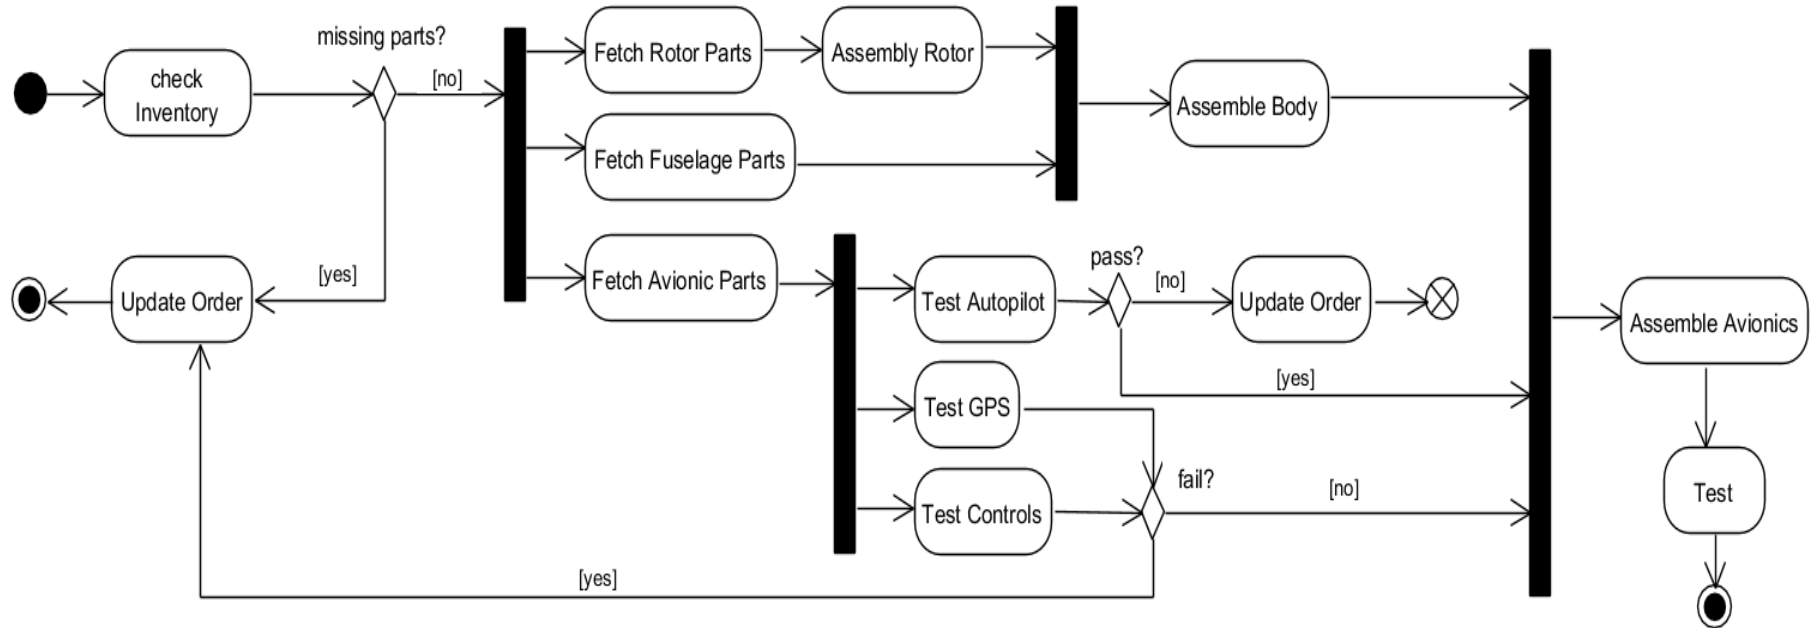 missing parts?
check
Inventory
[no]
Fetch Rotor Parts
Assembly Rotor
Assemble Body
Fetch Fuselage Parts
[yes]
Update Order
Fetch Avionic Parts
Test Autopilot
pass?
[no]
Update Order
Assemble Avionics
[yes]
Test GPS
Test Controls
fail?
[no]
Test
[yes]